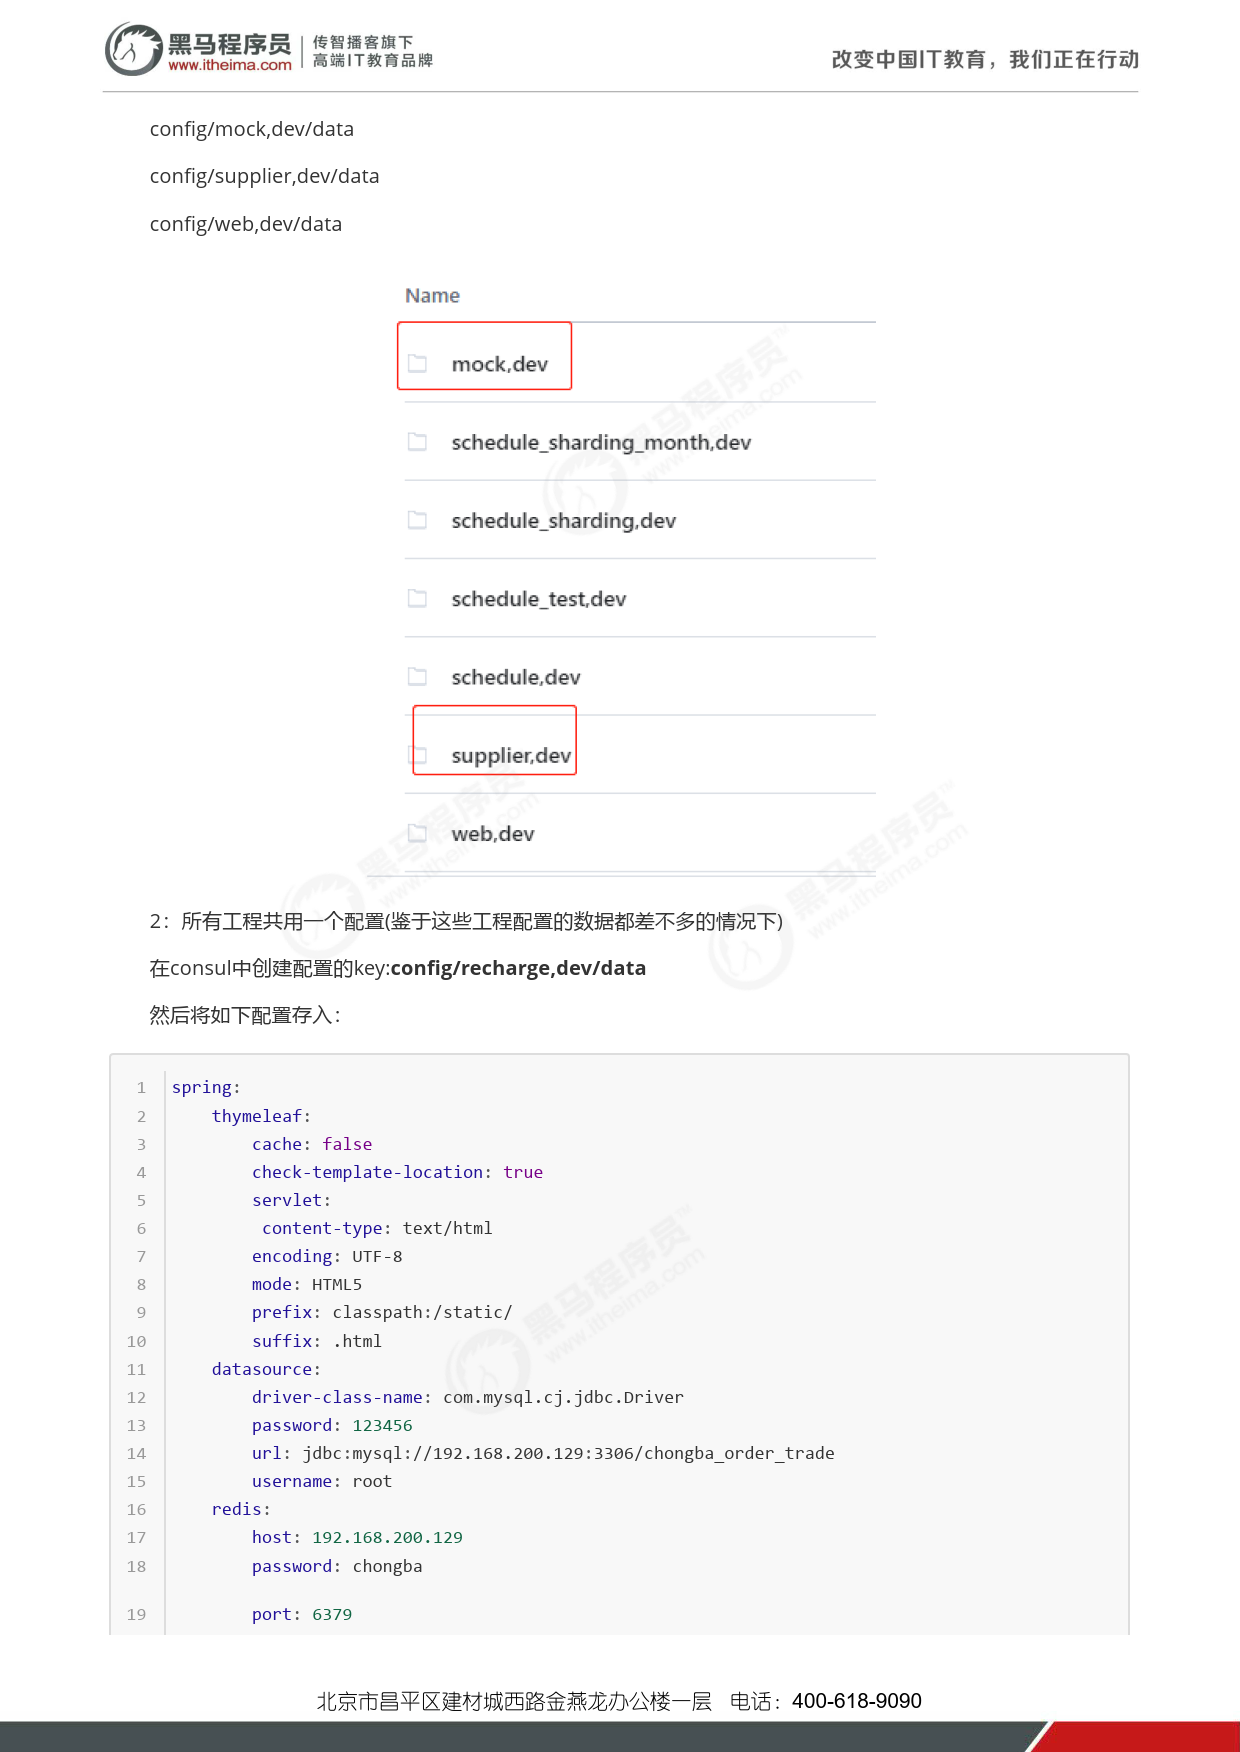 黑马程序员
www.itheima.com
传智播客旗下
高端IT教育品牌
改变中国IT教育，我们正在行动
config/mock,dev/data
config/supplier,dev/data
config/web,dev/data
Name
mock,dev
schedule_sharding_month,dev
schedule_sharding,dev
schedule_test,dev
schedule,dev
supplier,dev
web,dev
2：所有工程共用一个配置(鉴于这些工程配置的数据都差不多的情况下)
在consul中创建配置的key:config/recharge,dev/data
然后将如下配置存入：
1 spring:
2     thymeleaf:
3         cache: false
4         check-template-location: true
5         servlet:
6          content-type: text/html
7         encoding: UTF-8
8         mode: HTML5
9         prefix: classpath:/static/
10         suffix: .html
11     datasource:
12         driver-class-name: com.mysql.cj.jdbc.Driver
13         password: 123456
14         url: jdbc:mysql://192.168.200.129:3306/chongba_order_trade
15         username: root
16     redis:
17         host: 192.168.200.129
18         password: chongba
19         port: 6379
北京市昌平区建材城西路金燕龙办公楼一层 电话：400-618-9090